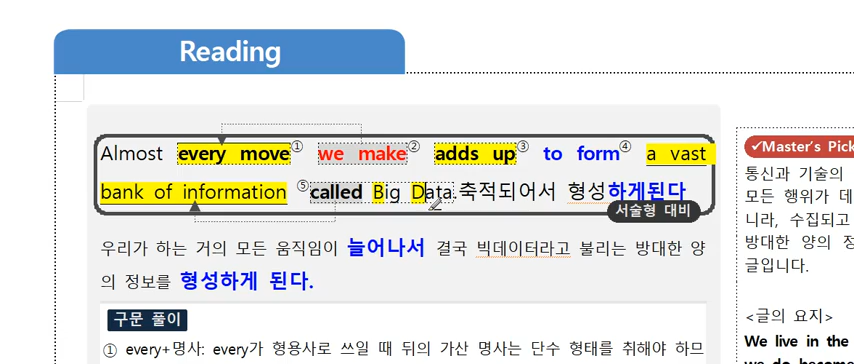 Reading
Almost every move① we make② adds up③ to form④ a vast
bank of information ⑤called Big Data.축적되어서 형성하게된다
서술형 대비
우리가 하는 거의 모든 움직임이 늘어나서 결국 빅데이터라고 불리는 방대한 양
의 정보를 형성하게 된다.
구문 풀이
① every+명사: every가 형용사로 쓰일 때 뒤의 가산 명사는 단수 형태를 취해야 하므
✓Master's Pick
통신과 기술의
모든 행위가 데
니라, 수집되고
방대한 양의 정
글입니다.
<글의 요지>
We live in the